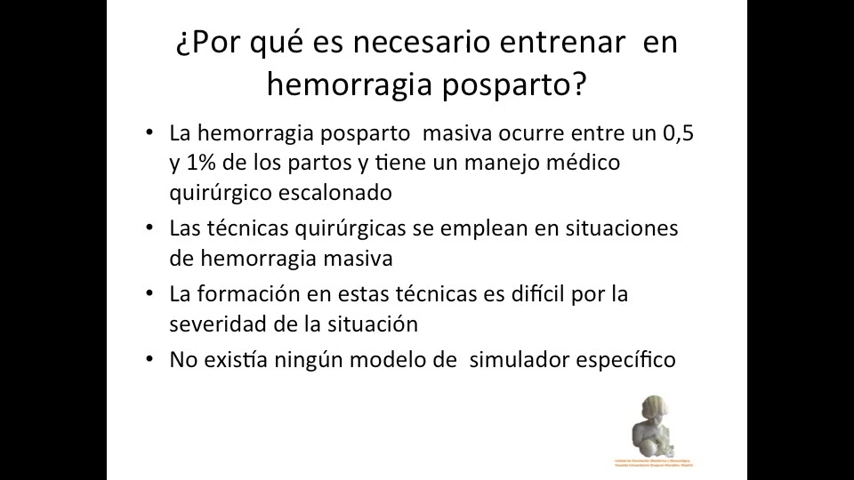 ¿Por qué es necesario entrenar en
hemorragia posparto?
• La hemorragia posparto masiva ocurre entre un 0,5
y 1% de los partos y tiene un manejo médico
quirúrgico escalonado
• Las técnicas quirúrgicas se emplean en situaciones
de hemorragia masiva
• La formación en estas técnicas es difícil por la
severidad de la situación
• No existía ningún modelo de simulador específico